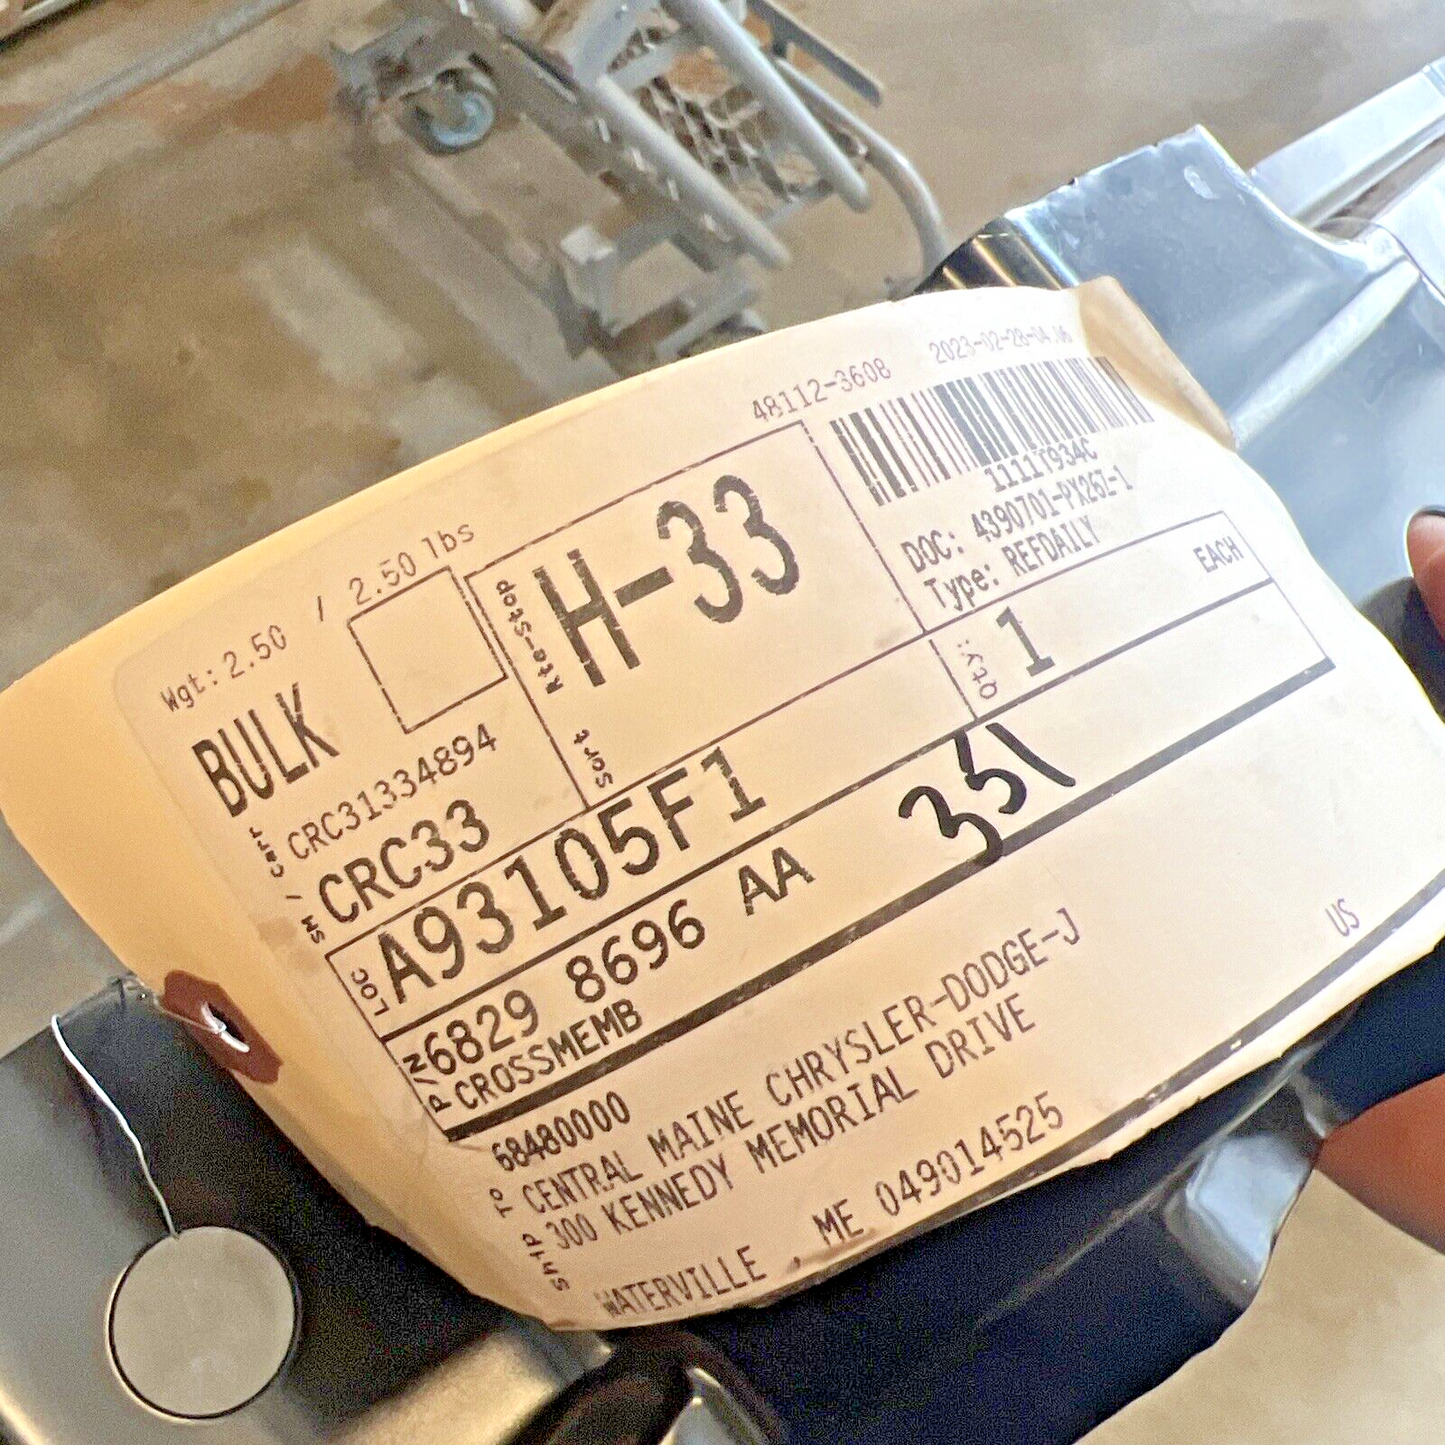 48112-3608 2023-02-28-04.06
1111T934C
DOC: 4390701-PX26I-1
Type: REFDAILY
Wgt: 2.50 / 2.50 lbs
BULK
Rte-Stop
H-33
Sort
Qty: 1 EACH
SM / Cart
CRC31334894
CRC33
LOC A93105F1
P/N 6829 8696 AA
CROSSMEMB
351
68480000
Ship To
CENTRAL MAINE CHRYSLER-DODGE-J
300 KENNEDY MEMORIAL DRIVE
WATERVILLE , ME 049014525
US